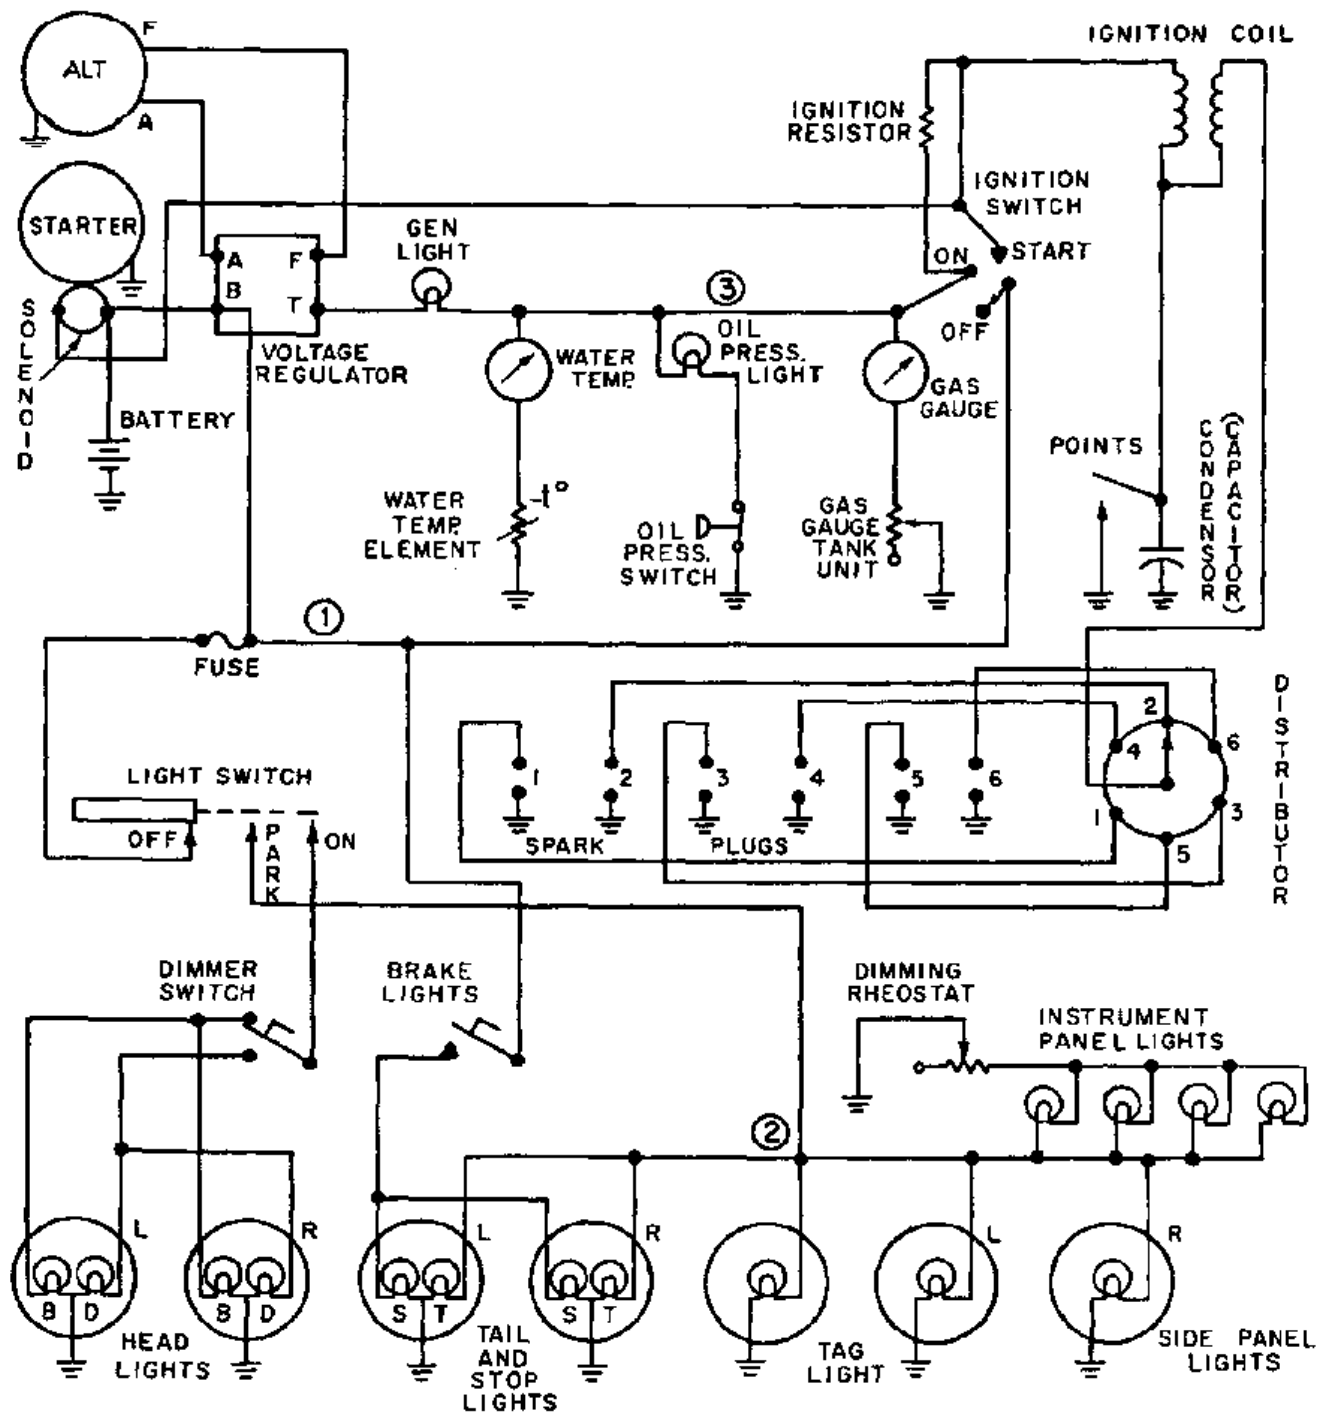 F
IGNITION COIL
ALT
A
IGNITION
RESISTOR
IGNITION
SWITCH
STARTER
GEN
LIGHT
A
F
ON
START
B
T
3
OFF
SOLENOID
VOLTAGE
REGULATOR
WATER
TEMP.
OIL
PRESS.
LIGHT
GAS
GAUGE
BATTERY
POINTS
CONDENSOR
(CAPACITOR)
WATER
TEMP.
ELEMENT
-t°
OIL
PRESS.
SWITCH
GAS
GAUGE
TANK
UNIT
1
FUSE
DISTRIBUTOR
2
4
6
1
3
5
1
2
3
4
5
6
SPARK PLUGS
LIGHT SWITCH
OFF
PARK
ON
DIMMER
SWITCH
BRAKE
LIGHTS
DIMMING
RHEOSTAT
INSTRUMENT
PANEL LIGHTS
2
L
R
L
R
L
R
B D
B D
S T
S T
HEAD
LIGHTS
TAIL
AND
STOP
LIGHTS
TAG
LIGHT
SIDE PANEL
LIGHTS